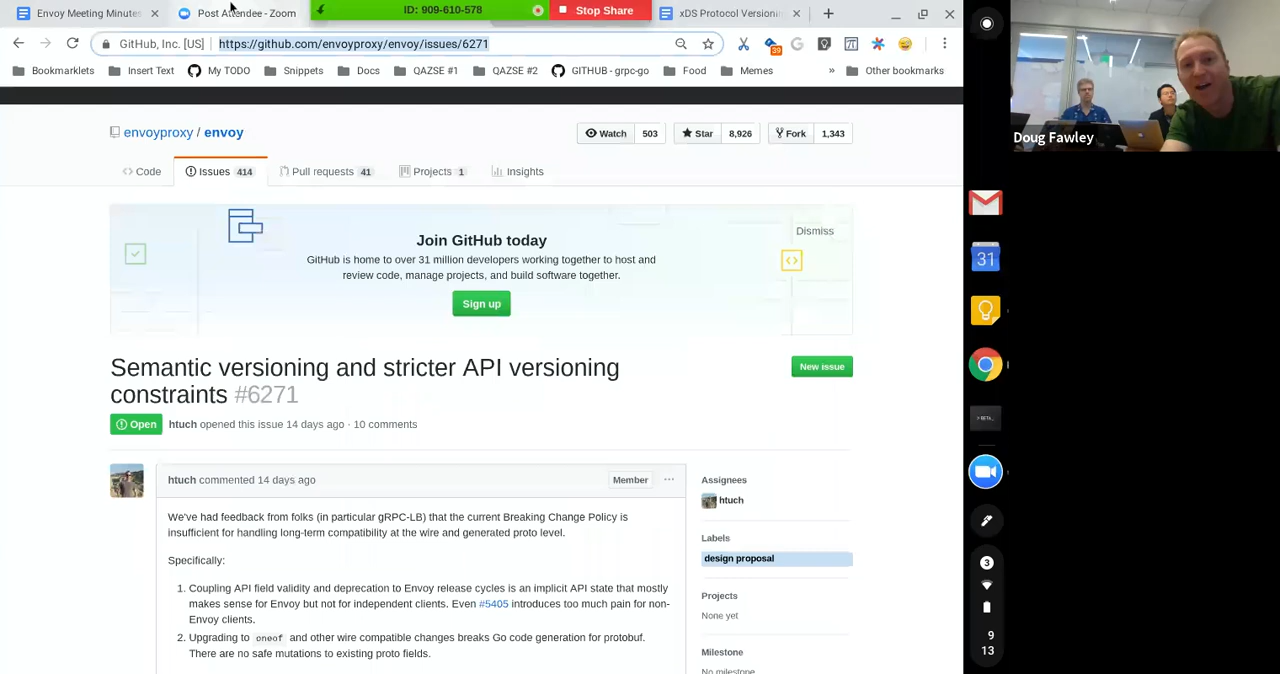 Envoy Meeting Minutes
Post Attendee - Zoom
ID: 909-610-578
Stop Share
xDS Protocol Versionin
GitHub, Inc. [US]
https://github.com/envoyproxy/envoy/issues/6271
39
Bookmarklets
Insert Text
My TODO
Snippets
Docs
QAZSE #1
QAZSE #2
GITHUB - grpc-go
Food
Memes
»
Other bookmarks
envoyproxy / envoy
Watch 503
Star 8,926
Fork 1,343
Code
Issues 414
Pull requests 41
Projects 1
Insights
Join GitHub today
Dismiss
GitHub is home to over 31 million developers working together to host and
review code, manage projects, and build software together.
Sign up
Semantic versioning and stricter API versioning
constraints #6271
New issue
Open
htuch opened this issue 14 days ago · 10 comments
htuch commented 14 days ago
Member
We've had feedback from folks (in particular gRPC-LB) that the current Breaking Change Policy is
insufficient for handling long-term compatibility at the wire and generated proto level.
Specifically:
1. Coupling API field validity and deprecation to Envoy release cycles is an implicit API state that mostly
makes sense for Envoy but not for independent clients. Even #5405 introduces too much pain for non-
Envoy clients.
2. Upgrading to oneof and other wire compatible changes breaks Go code generation for protobuf.
There are no safe mutations to existing proto fields.
Assignees
htuch
Labels
design proposal
Projects
None yet
Milestone
No milestone
Doug Fawley
31
3
9
13